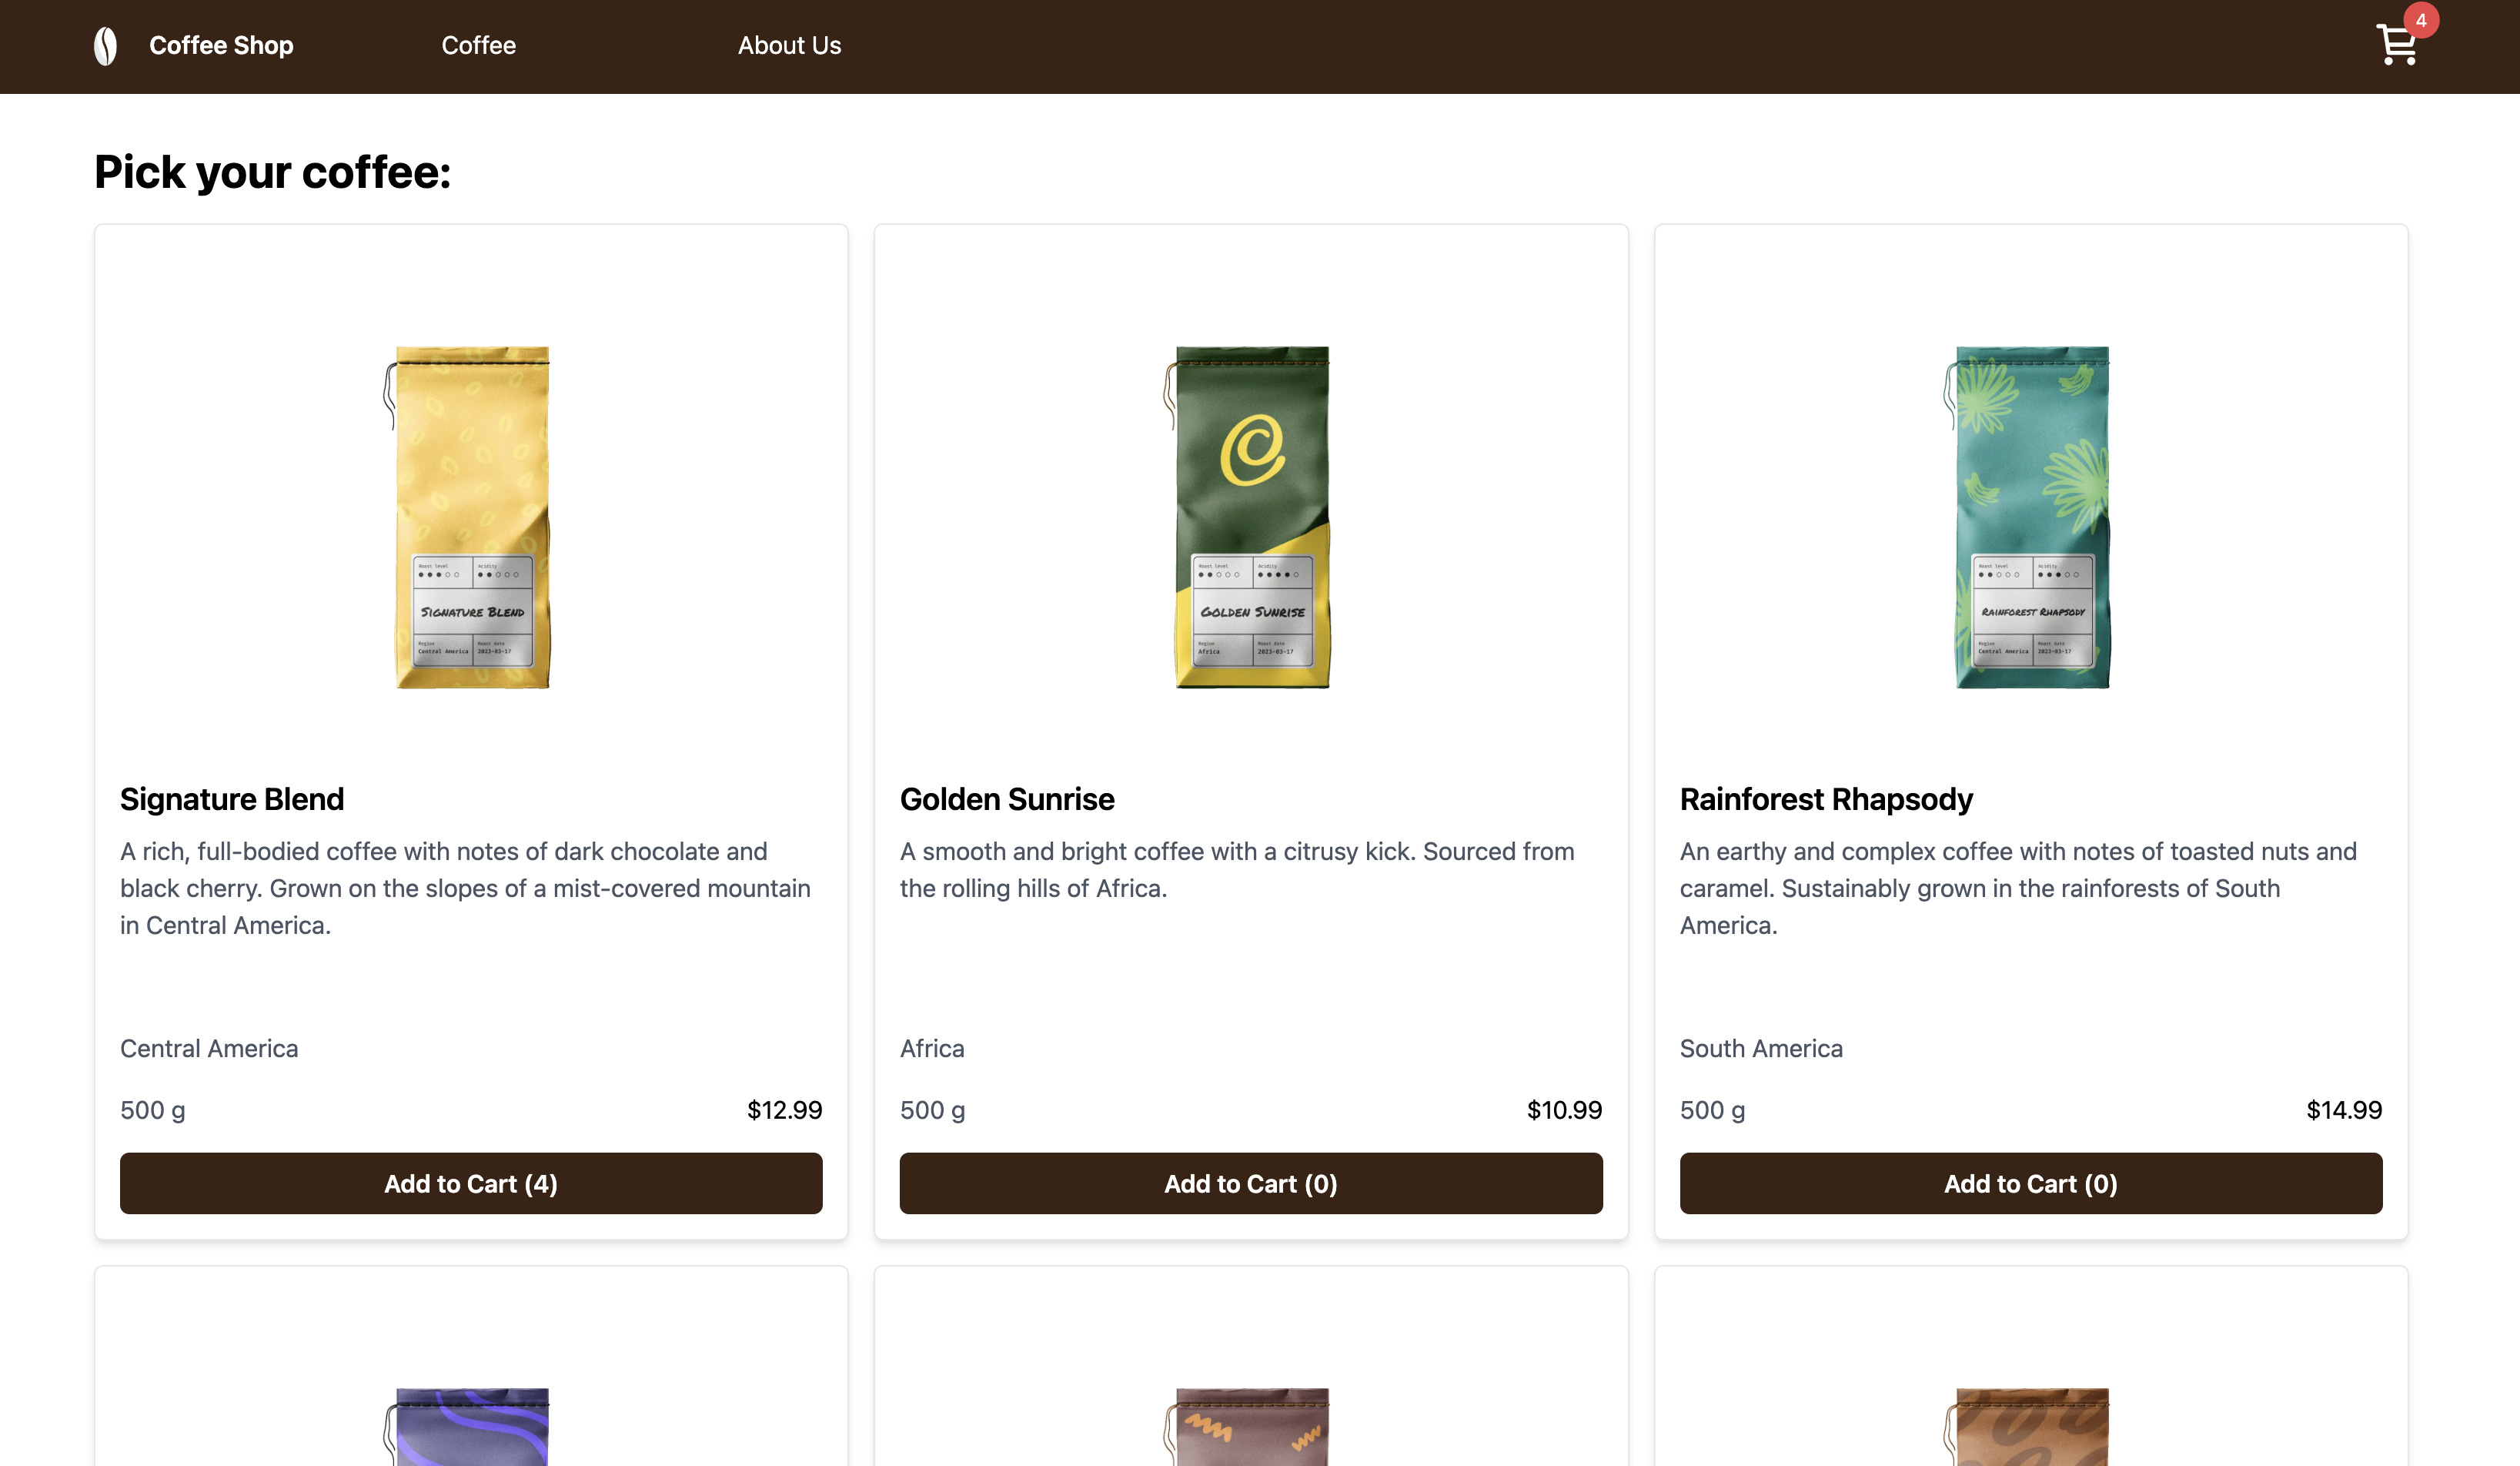 Coffee Shop
Coffee
About Us
4
Pick your coffee:
Roast level
Acidity
Signature Blend
Region
Roast date
Central America
2023-03-17
Roast level
Acidity
Golden Sunrise
Region
Roast date
Africa
2023-03-17
Roast level
Acidity
Rainforest Rhapsody
Region
Roast date
Central America
2023-03-17
Signature Blend
A rich, full-bodied coffee with notes of dark chocolate and
black cherry. Grown on the slopes of a mist-covered mountain
in Central America.
Central America
500 g
$12.99
Add to Cart (4)
Golden Sunrise
A smooth and bright coffee with a citrusy kick. Sourced from
the rolling hills of Africa.
Africa
500 g
$10.99
Add to Cart (0)
Rainforest Rhapsody
An earthy and complex coffee with notes of toasted nuts and
caramel. Sustainably grown in the rainforests of South
America.
South America
500 g
$14.99
Add to Cart (0)